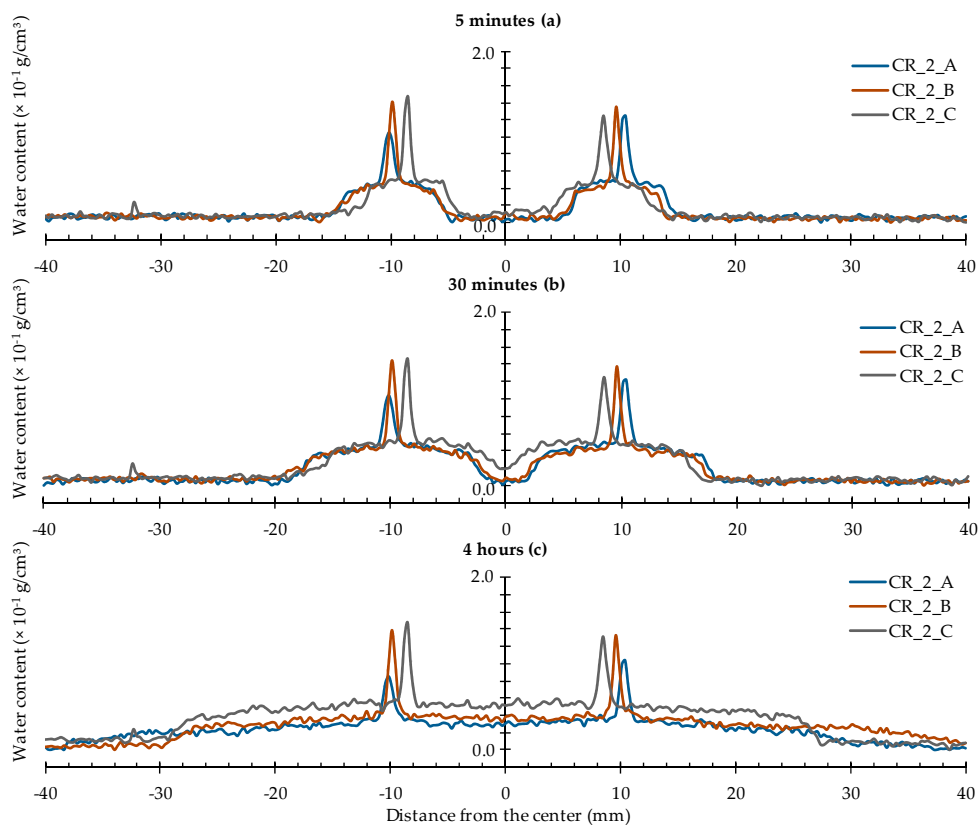 5 minutes (a)
Water content (× 10⁻¹ g/cm³)
2.0
0.0
CR_2_A
CR_2_B
CR_2_C
-40 -30 -20 -10 0 10 20 30 40
30 minutes (b)
Water content (× 10⁻¹ g/cm³)
2.0
0.0
CR_2_A
CR_2_B
CR_2_C
-40 -30 -20 -10 0 10 20 30 40
4 hours (c)
Water content (× 10⁻¹ g/cm³)
2.0
0.0
CR_2_A
CR_2_B
CR_2_C
-40 -30 -20 -10 0 10 20 30 40
Distance from the center (mm)